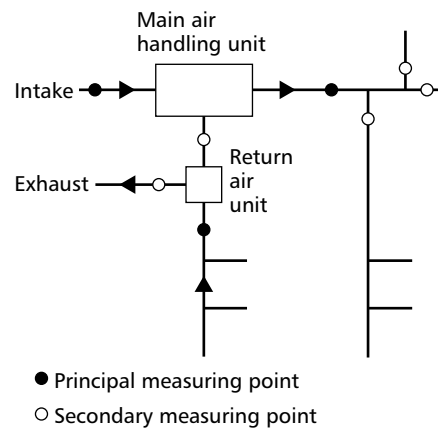 Main air
handling unit
Intake
Return
air
unit
Exhaust
Principal measuring point
Secondary measuring point